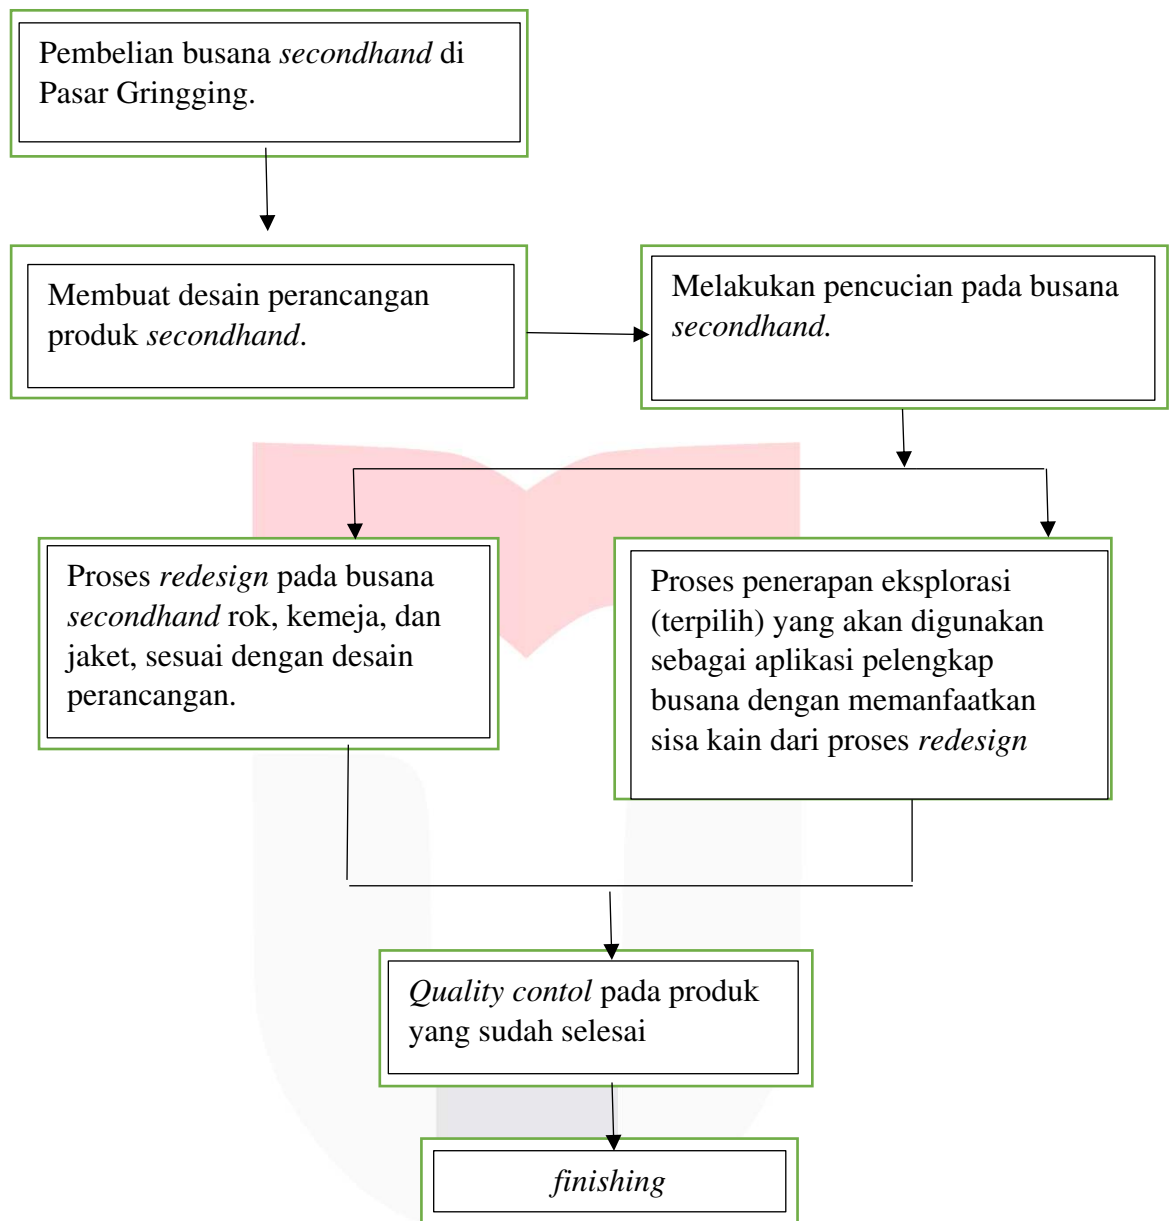 Pembelian busana secondhand di
Pasar Gringging.
Membuat desain perancangan
produk secondhand.
Melakukan pencucian pada busana
secondhand.
Proses redesign pada busana
secondhand rok, kemeja, dan
jaket, sesuai dengan desain
perancangan.
Proses penerapan eksplorasi
(terpilih) yang akan digunakan
sebagai aplikasi pelengkap
busana dengan memanfaatkan
sisa kain dari proses redesign
Quality contol pada produk
yang sudah selesai
finishing